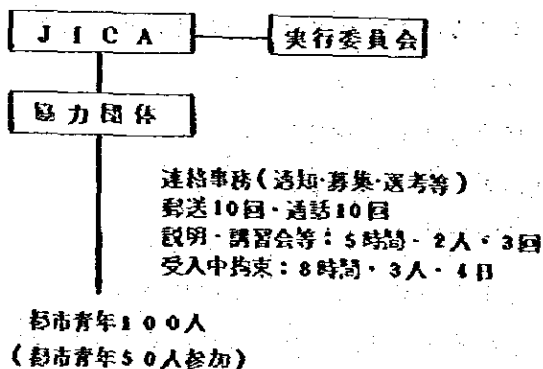 JICA
実行委員会
協力団体
連絡事務(通知・募集・選考等)
郵送10回・通話10回
説明・講習会等:5時間・2人・3回
受入中拘束:8時間・3人・4日
都市青年100人
(都市青年50人参加)